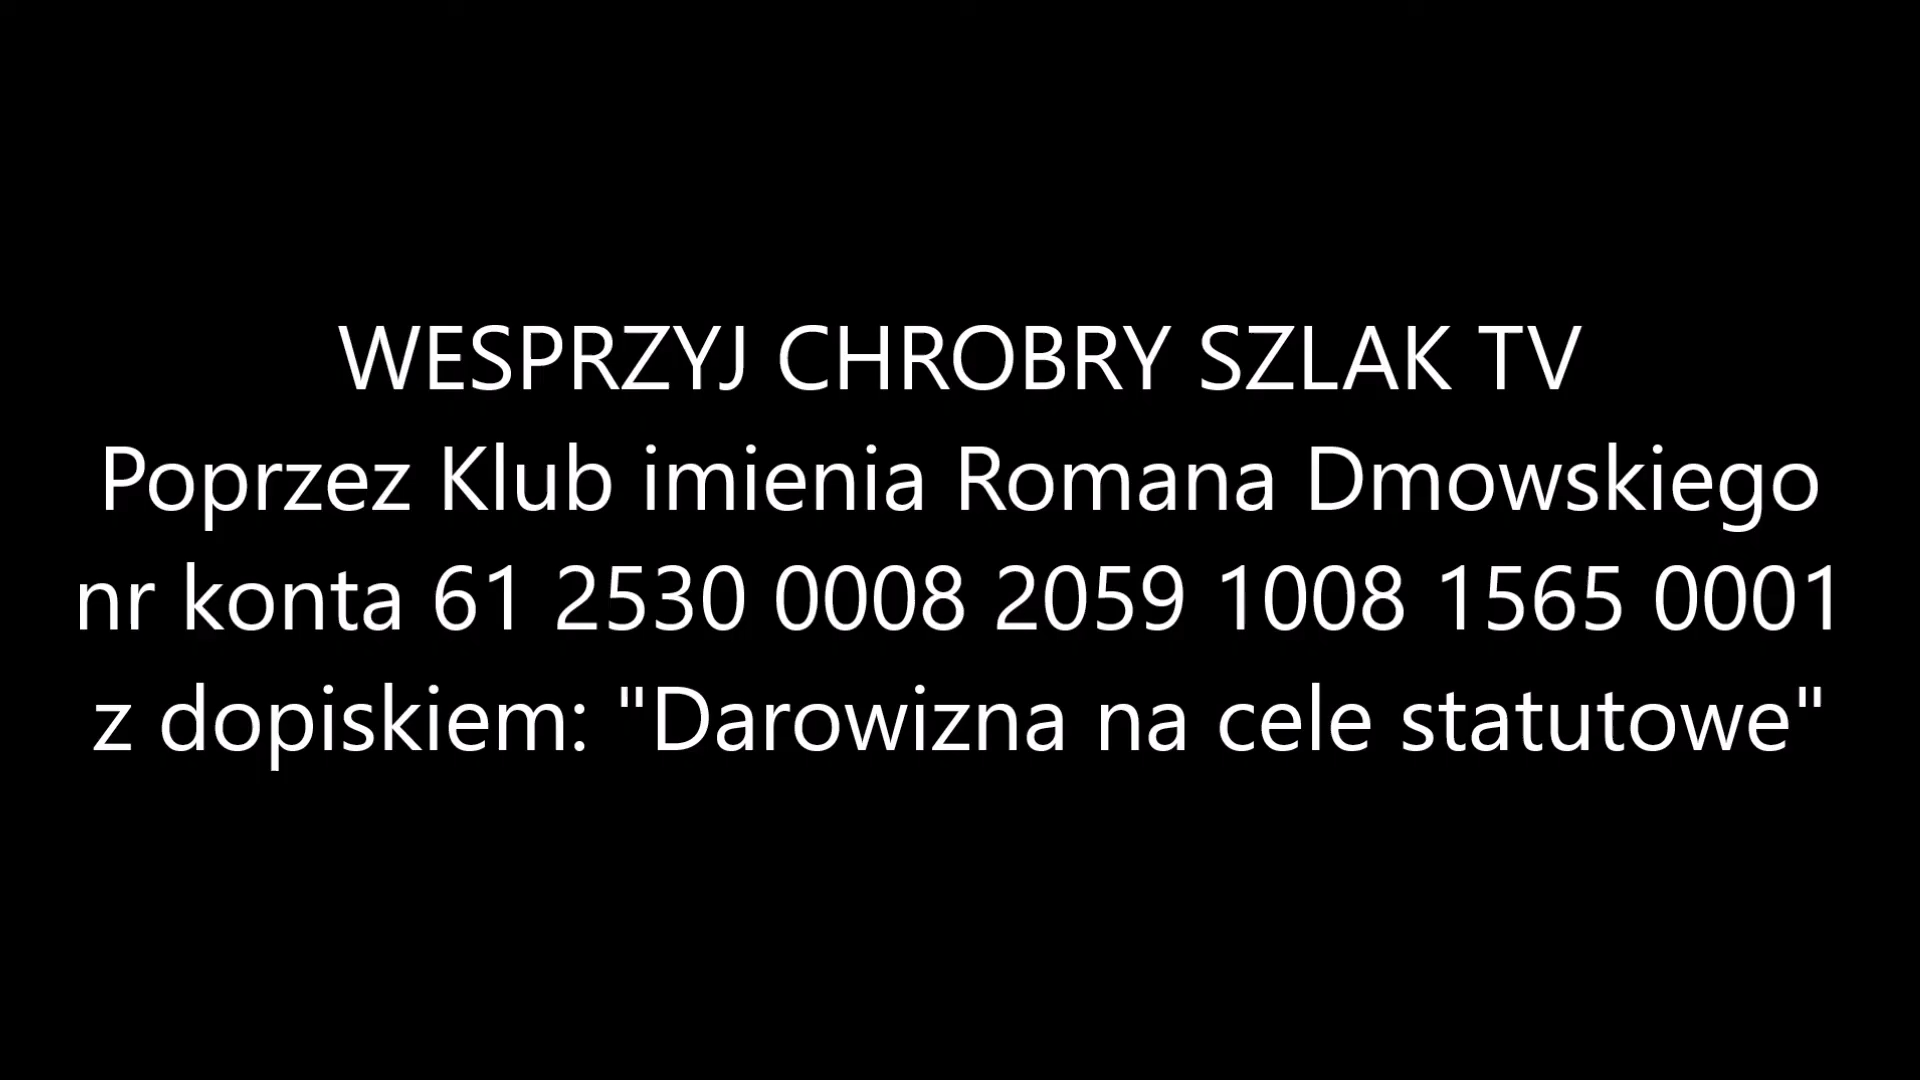 WESPRZYJ CHROBRY SZLAK TV
Poprzez Klub imienia Romana Dmowskiego
nr konta 61 2530 0008 2059 1008 1565 0001
z dopiskiem: "Darowizna na cele statutowe"